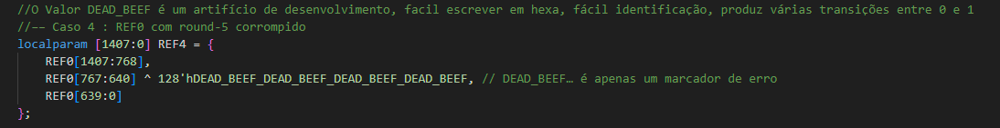 //O Valor DEAD_BEEF é um artifício de desenvolvimento, facil escrever em hexa, fácil identificação, produz várias transições entre 0 e 1
//-- Caso 4 : REF0 com round-5 corrompido
localparam [1407:0] REF4 = {
    REF0[1407:768],
    REF0[767:640] ^ 128'hDEAD_BEEF_DEAD_BEEF_DEAD_BEEF_DEAD_BEEF, // DEAD_BEEF… é apenas um marcador de erro
    REF0[639:0]
};